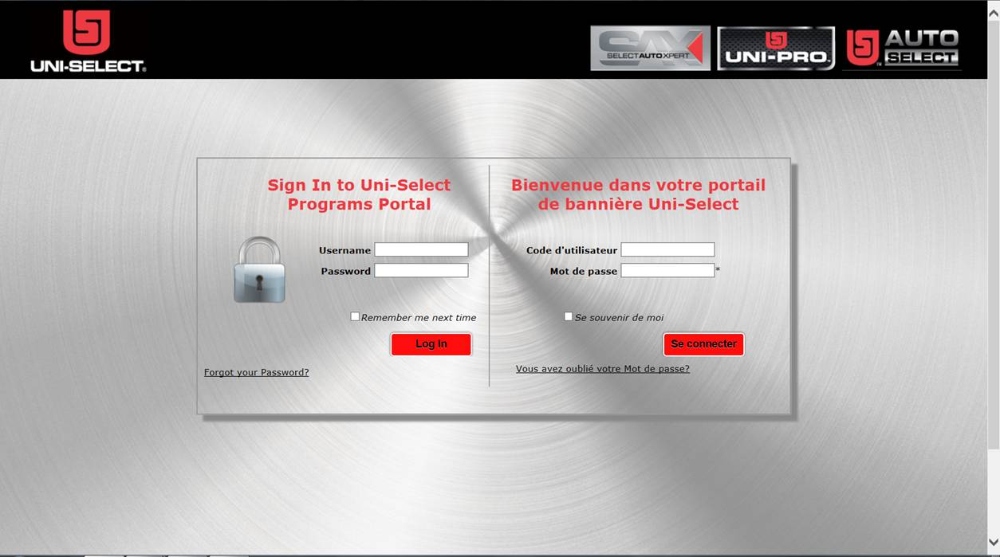 UNI-SELECT®
SAX
SELECTAUTOXPERT
UNI-PRO™
AUTO
SELECT
™
Sign In to Uni-Select
Programs Portal
Username
Password
Remember me next time
Log In
Forgot your Password?
Bienvenue dans votre portail
de bannière Uni-Select
Code d'utilisateur
Mot de passe *
Se souvenir de moi
Se connecter
Vous avez oublié votre Mot de passe?